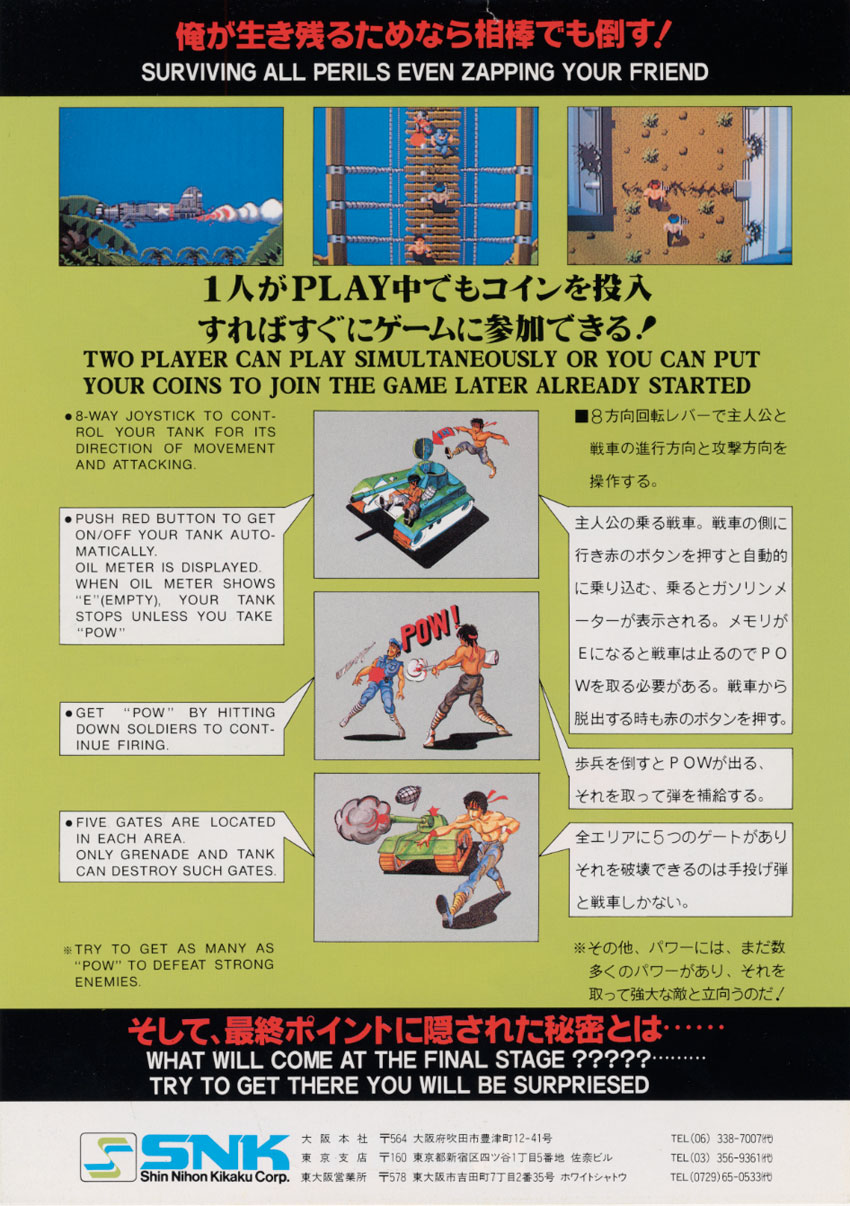 俺が生き残るためなら相棒でも倒す!
SURVIVING ALL PERILS EVEN ZAPPING YOUR FRIEND
1人がPLAY中でもコインを投入
すればすぐにゲームに参加できる!
TWO PLAYER CAN PLAY SIMULTANEOUSLY OR YOU CAN PUT
YOUR COINS TO JOIN THE GAME LATER ALREADY STARTED
●8-WAY JOYSTICK TO CONT-
ROL YOUR TANK FOR ITS
DIRECTION OF MOVEMENT
AND ATTACKING.
●PUSH RED BUTTON TO GET
ON/OFF YOUR TANK AUTO-
MATICALLY.
OIL METER IS DISPLAYED.
WHEN OIL METER SHOWS
"E"(EMPTY), YOUR TANK
STOPS UNLESS YOU TAKE
"POW"
●GET "POW" BY HITTING
DOWN SOLDIERS TO CONT-
INUE FIRING.
●FIVE GATES ARE LOCATED
IN EACH AREA.
ONLY GRENADE AND TANK
CAN DESTROY SUCH GATES.
※TRY TO GET AS MANY AS
"POW" TO DEFEAT STRONG
ENEMIES.
POW!
■8方向回転レバーで主人公と
戦車の進行方向と攻撃方向を
操作する。
主人公の乗る戦車。戦車の側に
行き赤のボタンを押すと自動的
に乗り込む、乗るとガソリンメ
ーターが表示される。メモリが
Eになると戦車は止るのでPO
Wを取る必要がある。戦車から
脱出する時も赤のボタンを押す。
歩兵を倒すとPOWが出る、
それを取って弾を補給する。
全エリアに5つのゲートがあり
それを破壊できるのは手投げ弾
と戦車しかない。
※その他、パワーには、まだ数
多くのパワーがあり、それを
取って強大な敵と立向うのだ!
そして、最終ポイントに隠された秘密とは……
WHAT WILL COME AT THE FINAL STAGE ?????………
TRY TO GET THERE YOU WILL BE SURPRIESED
SNK
Shin Nihon Kikaku Corp.
大阪本社 〒564 大阪府吹田市豊津町12-41号 TEL(06) 338-7007㈹
東京支店 〒160 東京都新宿区四ツ谷1丁目5番地 佐奈ビル TEL(03) 356-9361㈹
東大阪営業所 〒578 東大阪市吉田町7丁目2番35号 ホワイトシャトウ TEL(0729)65-0533㈹